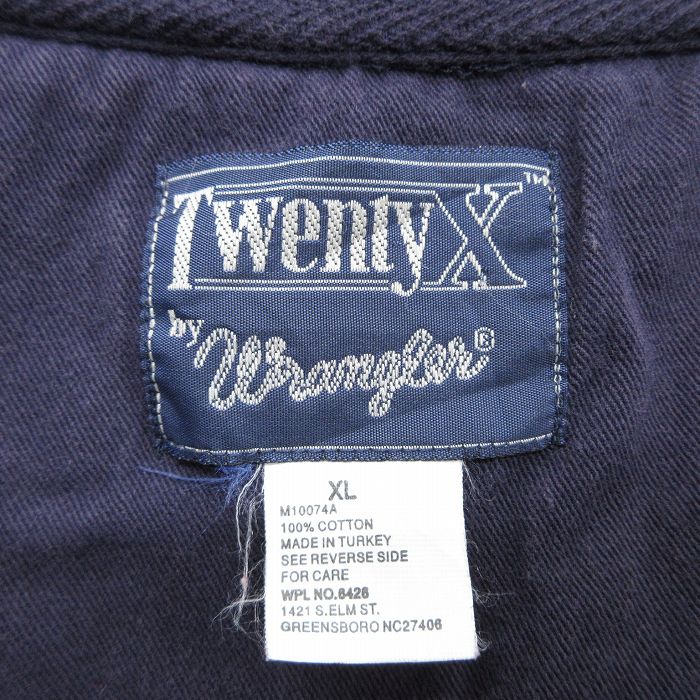 TwentyX™
by Wrangler®
XL
M10074A
100% COTTON
MADE IN TURKEY
SEE REVERSE SIDE
FOR CARE
WPL NO.6426
1421 S.ELM ST.
GREENSBORO NC27406